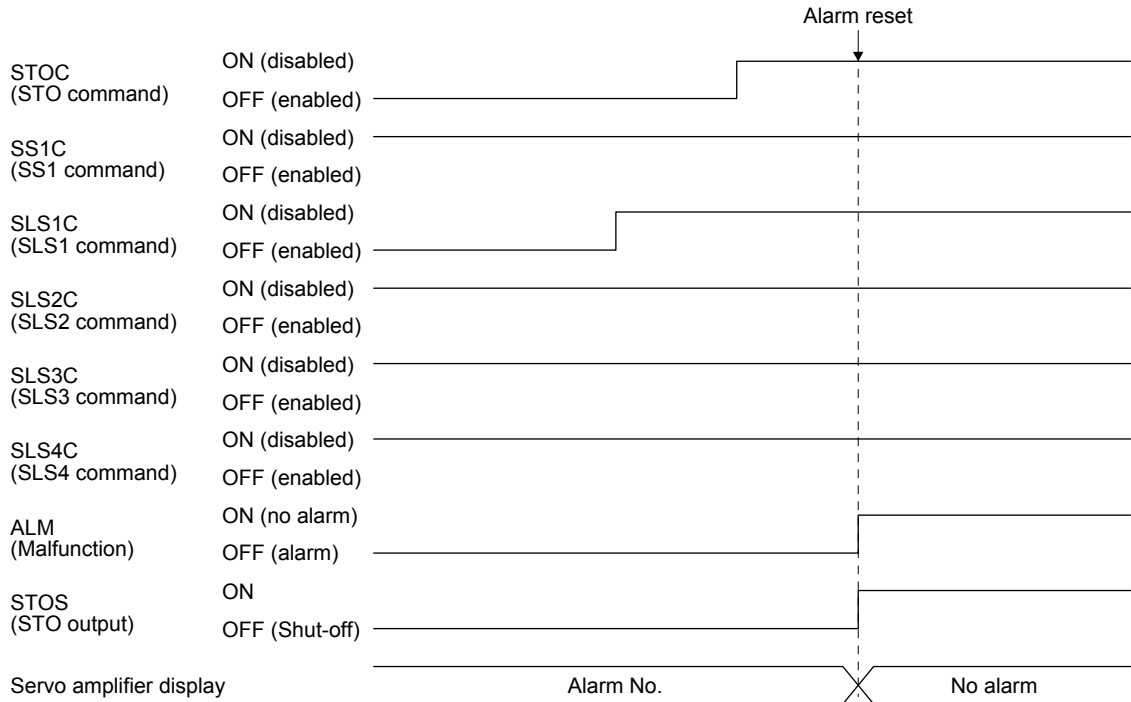 Alarm reset
STOC
(STO command)
ON (disabled)
OFF (enabled)
SS1C
(SS1 command)
ON (disabled)
OFF (enabled)
SLS1C
(SLS1 command)
ON (disabled)
OFF (enabled)
SLS2C
(SLS2 command)
ON (disabled)
OFF (enabled)
SLS3C
(SLS3 command)
ON (disabled)
OFF (enabled)
SLS4C
(SLS4 command)
ON (disabled)
OFF (enabled)
ALM
(Malfunction)
ON (no alarm)
OFF (alarm)
STOS
(STO output)
ON
OFF (Shut-off)
Servo amplifier display
Alarm No.
No alarm